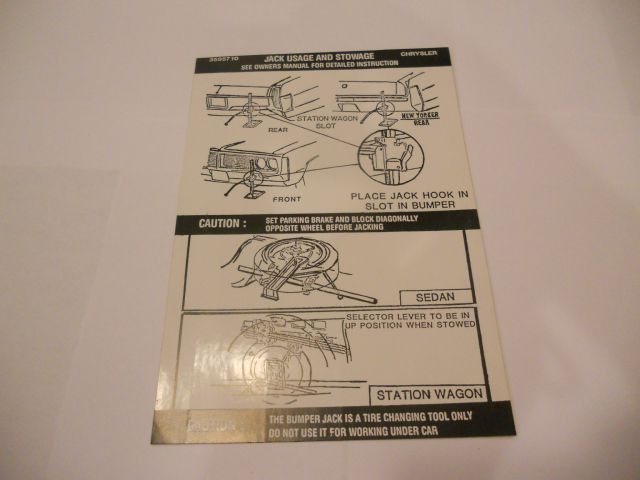 3695710 JACK USAGE AND STOWAGE CHRYSLER
SEE OWNERS MANUAL FOR DETAILED INSTRUCTION
STATION WAGON
SLOT
REAR
NEW YORKER
REAR
FRONT
PLACE JACK HOOK IN
SLOT IN BUMPER
CAUTION : SET PARKING BRAKE AND BLOCK DIAGONALLY
OPPOSITE WHEEL BEFORE JACKING
SEDAN
SELECTOR LEVER TO BE IN
UP POSITION WHEN STOWED
STATION WAGON
CAUTION THE BUMPER JACK IS A TIRE CHANGING TOOL ONLY
DO NOT USE IT FOR WORKING UNDER CAR